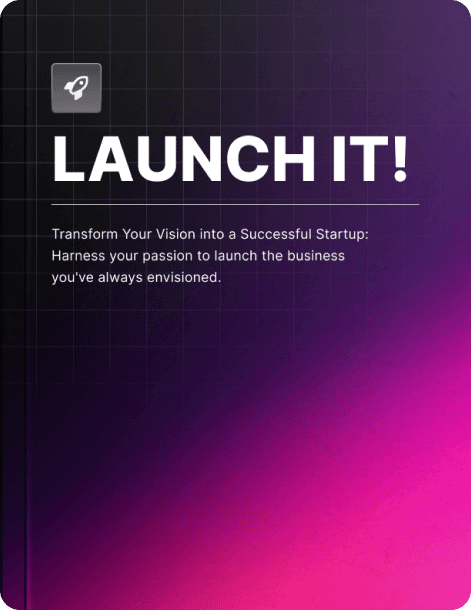 LAUNCH IT!
Transform Your Vision into a Successful Startup:
Harness your passion to launch the business
you've always envisioned.